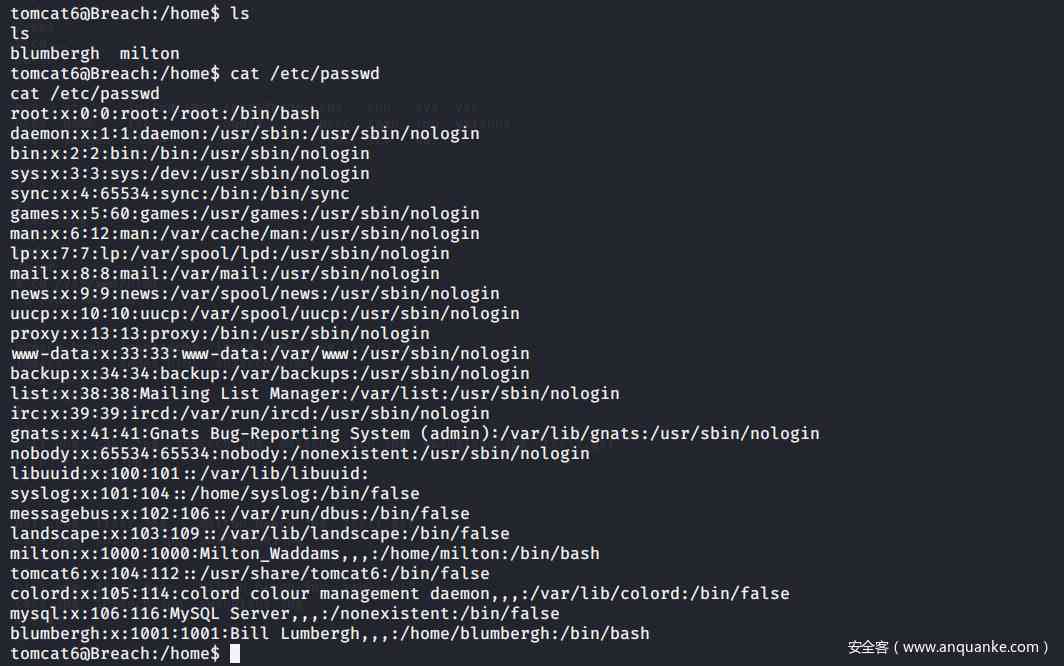 tomcat6@Breach:/home$ ls
ls
blumbergh  milton
tomcat6@Breach:/home$ cat /etc/passwd
cat /etc/passwd
root:x:0:0:root:/root:/bin/bash
daemon:x:1:1:daemon:/usr/sbin:/usr/sbin/nologin
bin:x:2:2:bin:/bin:/usr/sbin/nologin
sys:x:3:3:sys:/dev:/usr/sbin/nologin
sync:x:4:65534:sync:/bin:/bin/sync
games:x:5:60:games:/usr/games:/usr/sbin/nologin
man:x:6:12:man:/var/cache/man:/usr/sbin/nologin
lp:x:7:7:lp:/var/spool/lpd:/usr/sbin/nologin
mail:x:8:8:mail:/var/mail:/usr/sbin/nologin
news:x:9:9:news:/var/spool/news:/usr/sbin/nologin
uucp:x:10:10:uucp:/var/spool/uucp:/usr/sbin/nologin
proxy:x:13:13:proxy:/bin:/usr/sbin/nologin
www-data:x:33:33:www-data:/var/www:/usr/sbin/nologin
backup:x:34:34:backup:/var/backups:/usr/sbin/nologin
list:x:38:38:Mailing List Manager:/var/list:/usr/sbin/nologin
irc:x:39:39:ircd:/var/run/ircd:/usr/sbin/nologin
gnats:x:41:41:Gnats Bug-Reporting System (admin):/var/lib/gnats:/usr/sbin/nologin
nobody:x:65534:65534:nobody:/nonexistent:/usr/sbin/nologin
libuuid:x:100:101::/var/lib/libuuid:
syslog:x:101:104::/home/syslog:/bin/false
messagebus:x:102:106::/var/run/dbus:/bin/false
landscape:x:103:109::/var/lib/landscape:/bin/false
milton:x:1000:1000:Milton_Waddams,,,:/home/milton:/bin/bash
tomcat6:x:104:112::/usr/share/tomcat6:/bin/false
colord:x:105:114:colord colour management daemon,,,:/var/lib/colord:/bin/false
mysql:x:106:116:MySQL Server,,,:/nonexistent:/bin/false
blumbergh:x:1001:1001:Bill Lumbergh,,,:/home/blumbergh:/bin/bash
tomcat6@Breach:/home$
安全客（www.anquanke.com）